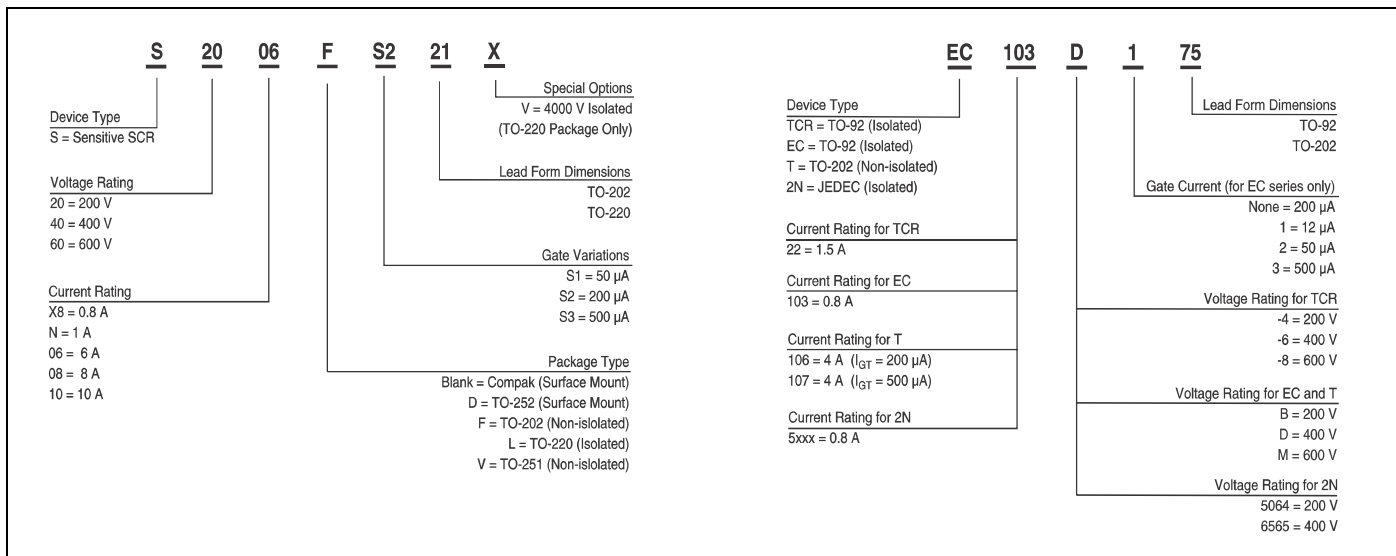 S 20 06 F S2 21 X
Device Type
S = Sensitive SCR
Voltage Rating
20 = 200 V
40 = 400 V
60 = 600 V
Current Rating
X8 = 0.8 A
N = 1 A
06 = 6 A
08 = 8 A
10 = 10 A
Special Options
V = 4000 V Isolated
(TO-220 Package Only)
Lead Form Dimensions
TO-202
TO-220
Gate Variations
S1 = 50 µA
S2 = 200 µA
S3 = 500 µA
Package Type
Blank = Compak (Surface Mount)
D = TO-252 (Surface Mount)
F = TO-202 (Non-islolated)
L = TO-220 (Isolated)
V = TO-251 (Non-islolated)
EC 103 D 1 75
Device Type
TCR = TO-92 (Isolated)
EC = TO-92 (Isolated)
T = TO-202 (Non-isolated)
2N = JEDEC (Isolated)
Current Rating for TCR
22 = 1.5 A
Current Rating for EC
103 = 0.8 A
Current Rating for T
106 = 4 A (IGT = 200 µA)
107 = 4 A (IGT = 500 µA)
Current Rating for 2N
5xxx = 0.8 A
Lead Form Dimensions
TO-92
TO-202
Gate Current (for EC series only)
None = 200 µA
1 = 12 µA
2 = 50 µA
3 = 500 µA
Voltage Rating for TCR
-4 = 200 V
-6 = 400 V
-8 = 600 V
Voltage Rating for EC and T
B = 200 V
D = 400 V
M = 600 V
Voltage Rating for 2N
5064 = 200 V
6565 = 400 V